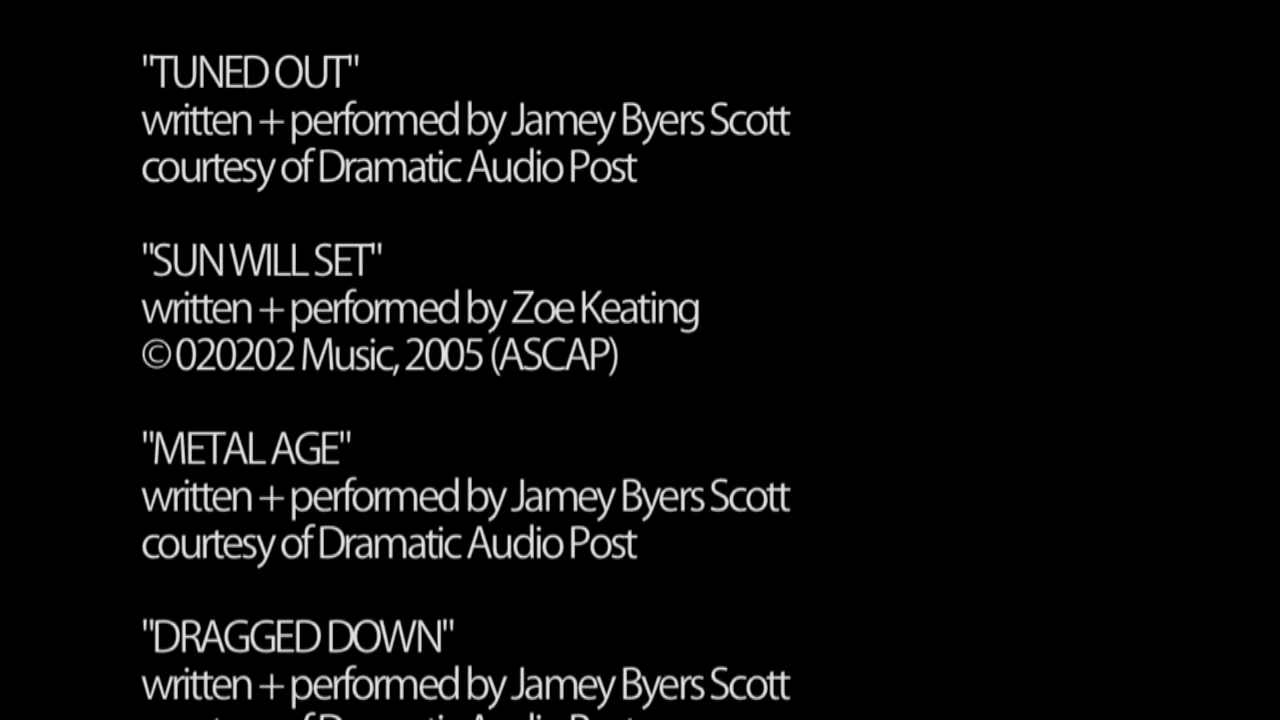 "TUNED OUT"
written + performed by Jamey Byers Scott
courtesy of Dramatic Audio Post
"SUN WILL SET"
written + performed by Zoe Keating
© 020202 Music, 2005 (ASCAP)
"METAL AGE"
written + performed by Jamey Byers Scott
courtesy of Dramatic Audio Post
"DRAGGED DOWN"
written + performed by Jamey Byers Scott